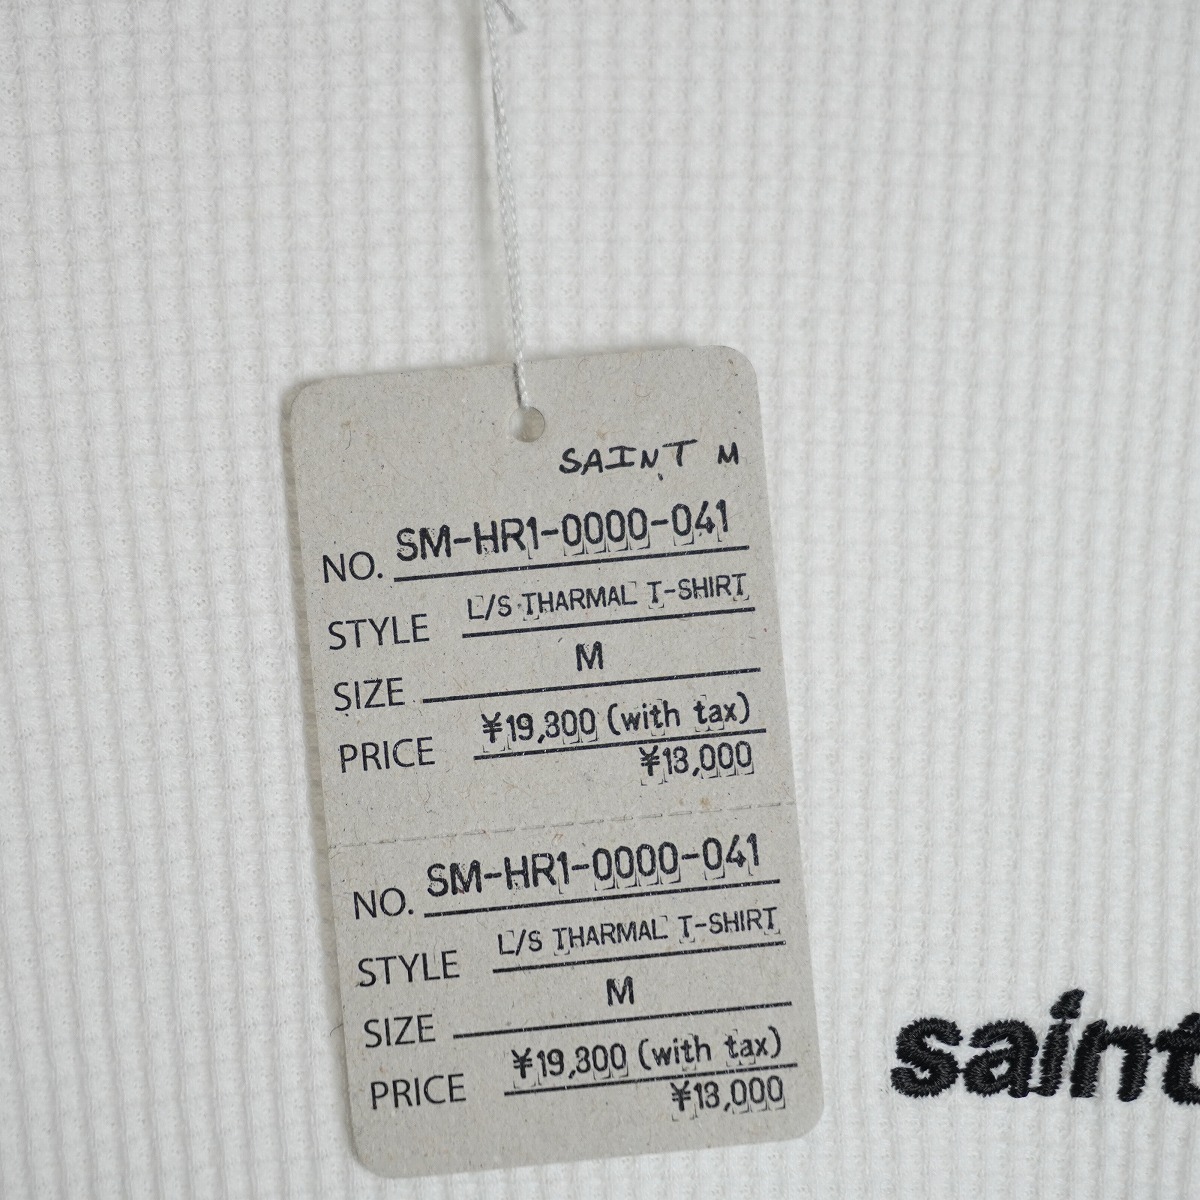 SAINT M
NO. SM-HR1-0000-041
STYLE L/S THARMAL T-SHIRT
SIZE M
PRICE ¥19,300 (with tax)
¥13,000
NO. SM-HR1-0000-041
STYLE L/S THARMAL T-SHIRT
SIZE M
PRICE ¥19,300 (with tax)
¥13,000
saint